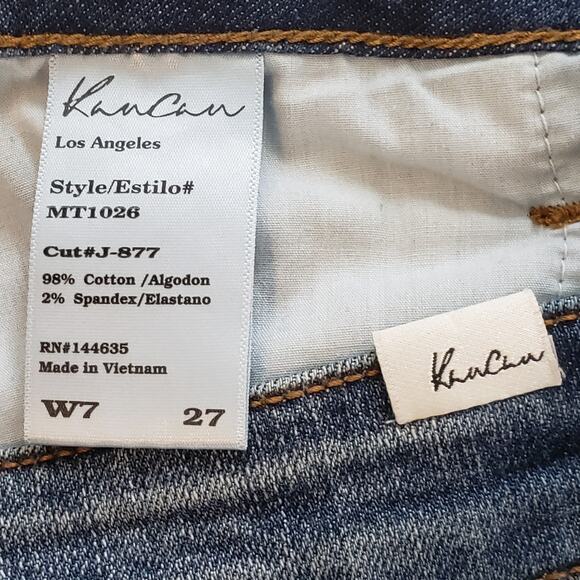 KanCan
Los Angeles
Style/Estilo#
MT1026
Cut#J-877
98% Cotton /Algodon
2% Spandex/Elastano
RN#144635
Made in Vietnam
W7 27
KanCan